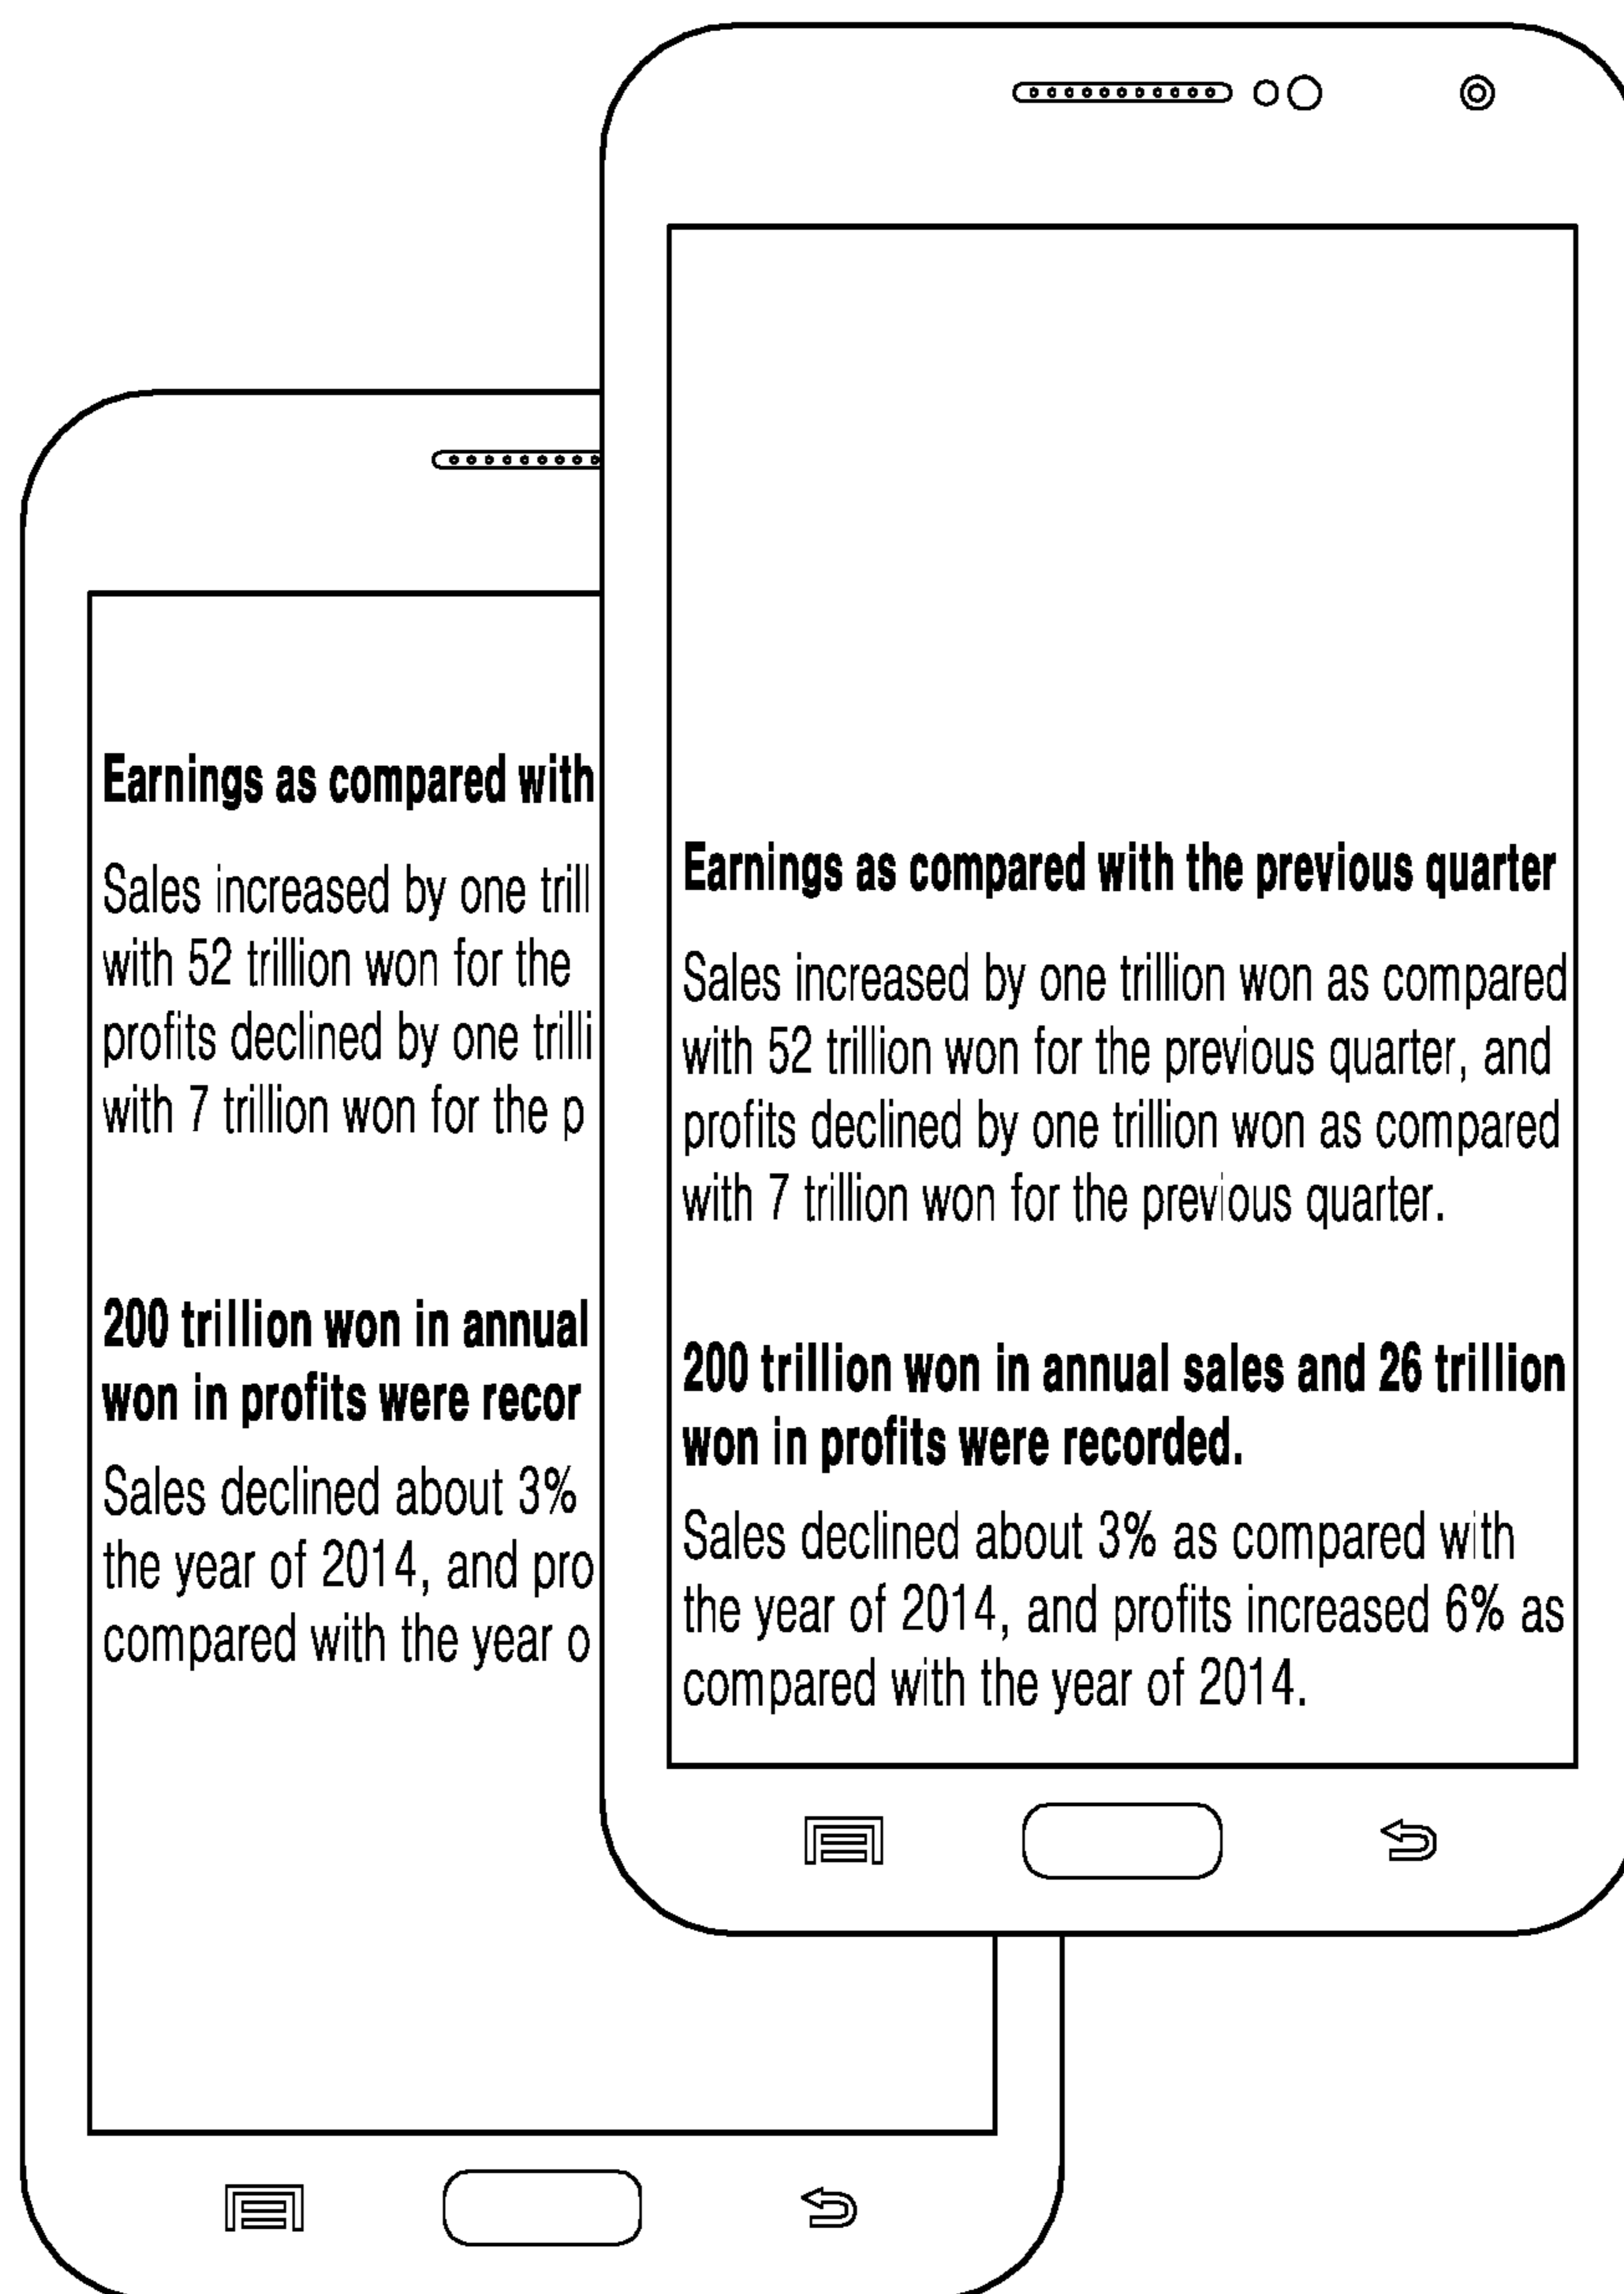 Earnings as compared with
Sales increased by one trill
with 52 trillion won for the
profits declined by one trilli
with 7 trillion won for the p
200 trillion won in annual
won in profits were recor
Sales declined about 3%
the year of 2014, and pro
compared with the year o
Earnings as compared with the previous quarter
Sales increased by one trillion won as compared
with 52 trillion won for the previous quarter, and
profits declined by one trillion won as compared
with 7 trillion won for the previous quarter.
200 trillion won in annual sales and 26 trillion
won in profits were recorded.
Sales declined about 3% as compared with
the year of 2014, and profits increased 6% as
compared with the year of 2014.